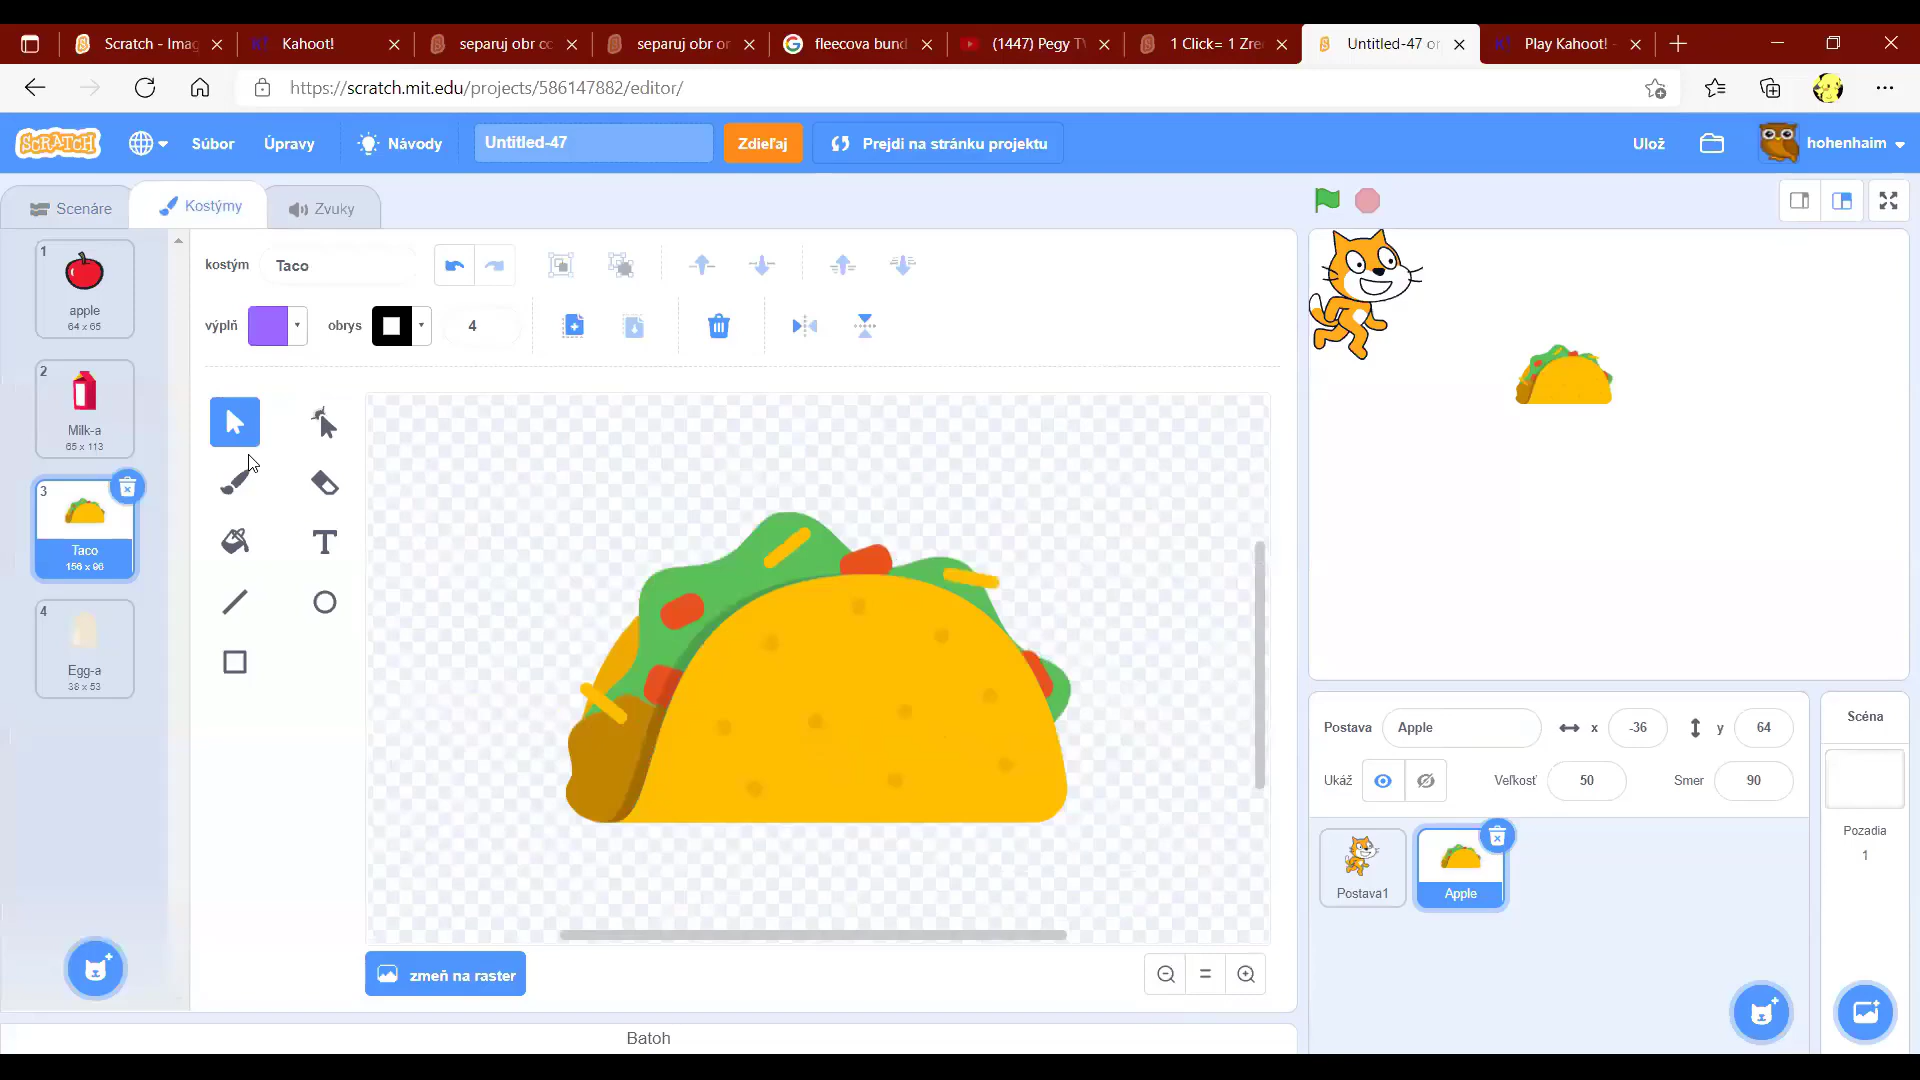 Scratch - Imag
Kahoot!
separuj obr co
separuj obr or
fleecova bund
(1447) Pegy T
1 Click= 1 Zre
Untitled-47 or
Play Kahoot! -
https://scratch.mit.edu/projects/586147882/editor/
SCRATCH
Súbor
Úpravy
Návody
Untitled-47
Zdieľaj
Prejdi na stránku projektu
Ulož
hohenhaim
Scenáre
Kostýmy
Zvuky
kostým
Taco
výplň
obrys
4
1
apple
64 x 65
2
Milk-a
65 x 113
3
Taco
156 x 96
4
Egg-a
38 x 53
T
zmeň na raster
Batoh
Postava
Apple
x
-36
y
64
Ukáž
Veľkosť
50
Smer
90
Postava1
Apple
Scéna
Pozadia
1